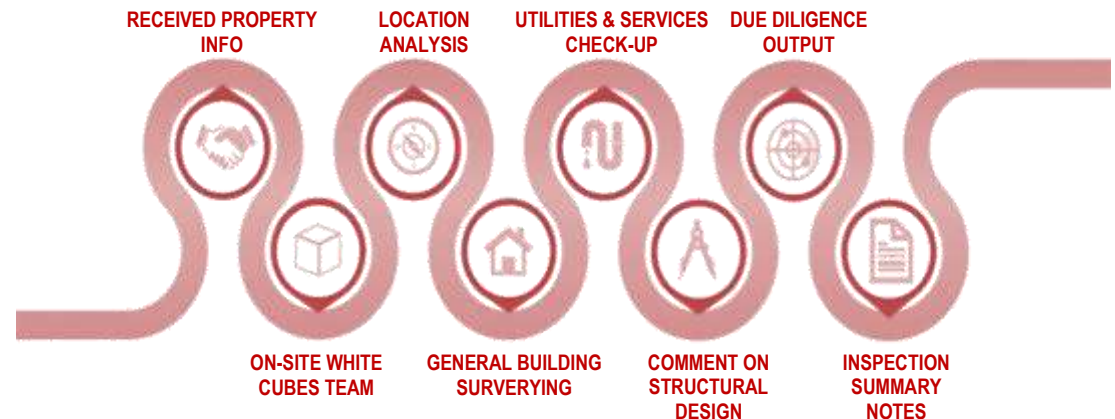 RECEIVED PROPERTY
INFO
LOCATION
ANALYSIS
UTILITIES & SERVICES
CHECK-UP
DUE DILIGENCE
OUTPUT
ON-SITE WHITE
CUBES TEAM
GENERAL BUILDING
SURVERYING
COMMENT ON
STRUCTURAL
DESIGN
INSPECTION
SUMMARY
NOTES